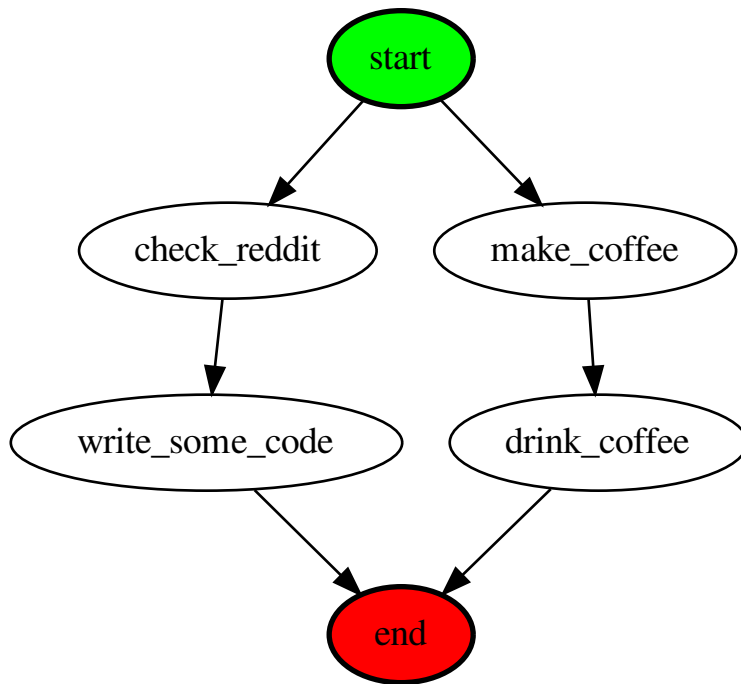 start
check_reddit
make_coffee
write_some_code
drink_coffee
end